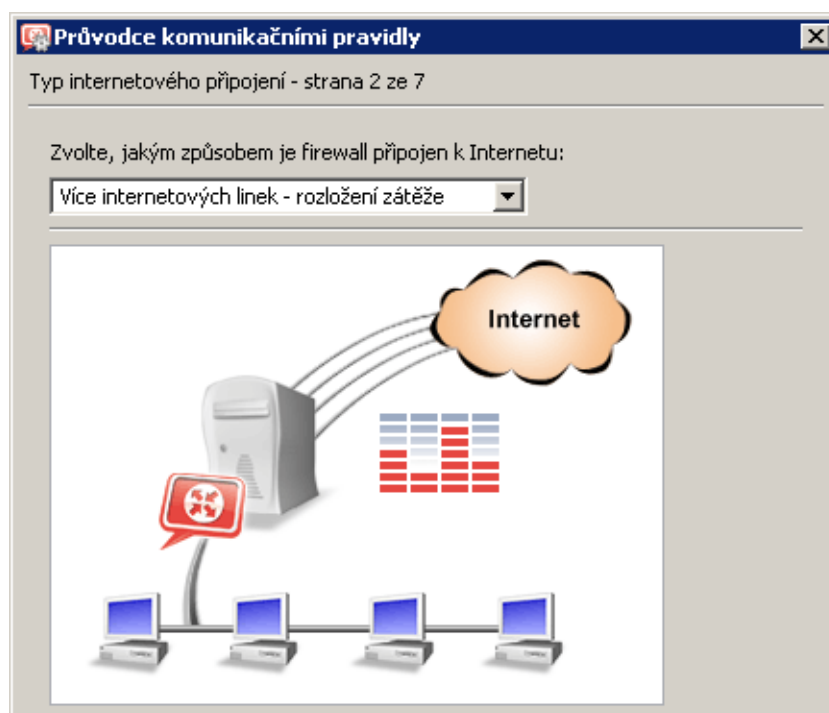 Průvodce komunikačními pravidly
Typ internetového připojení - strana 2 ze 7
Zvolte, jakým způsobem je firewall připojen k Internetu:
Více internetových linek - rozložení zátěže
Internet